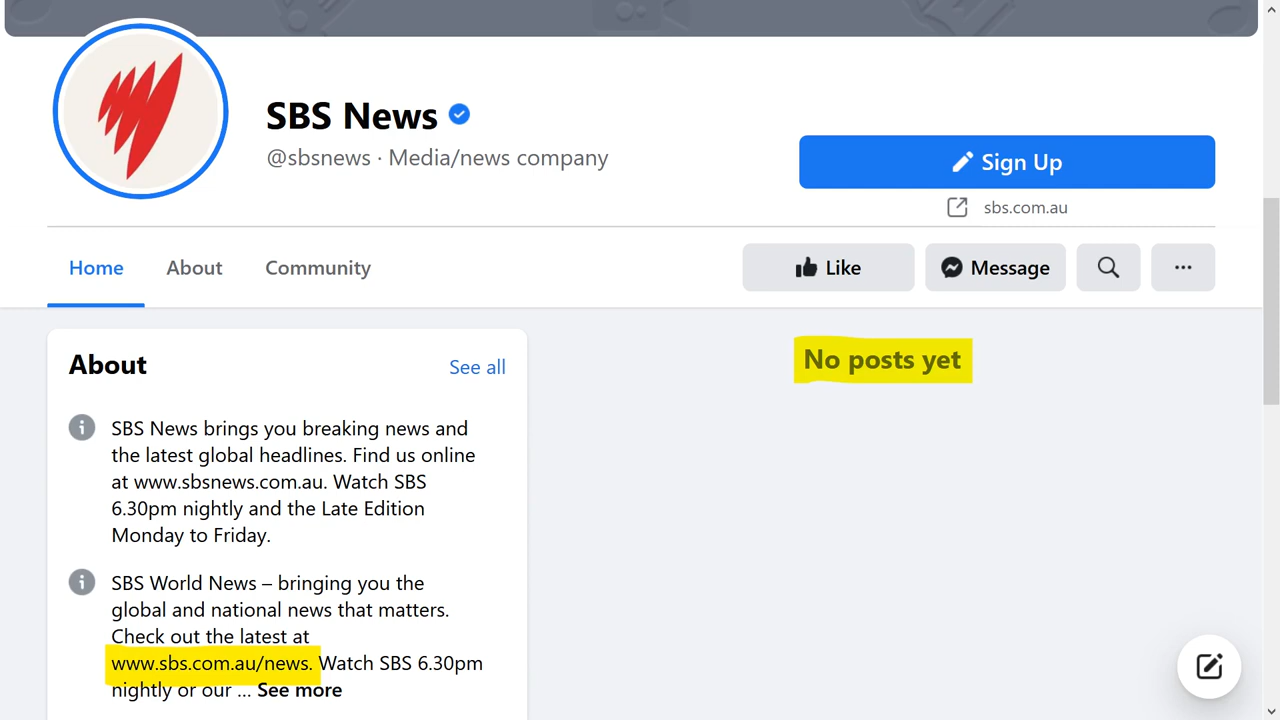 SBS News
@sbsnews · Media/news company
Sign Up
sbs.com.au
Home
About
Community
Like
Message
...
About
See all
No posts yet
SBS News brings you breaking news and
the latest global headlines. Find us online
at www.sbsnews.com.au. Watch SBS
6.30pm nightly and the Late Edition
Monday to Friday.
SBS World News – bringing you the
global and national news that matters.
Check out the latest at
www.sbs.com.au/news. Watch SBS 6.30pm
nightly or our ... See more